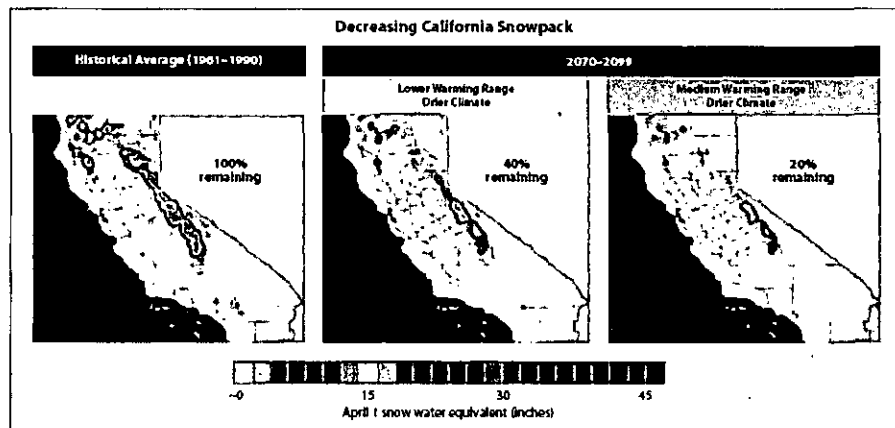 Decreasing California Snowpack
Historical Average (1961–1990)
2070–2099
Lower Warming Range
Drier Climate
Medium Warming Range
Drier Climate
100%
remaining
40%
remaining
20%
remaining
~0 15 30 45
April 1 snow water equivalent (inches)